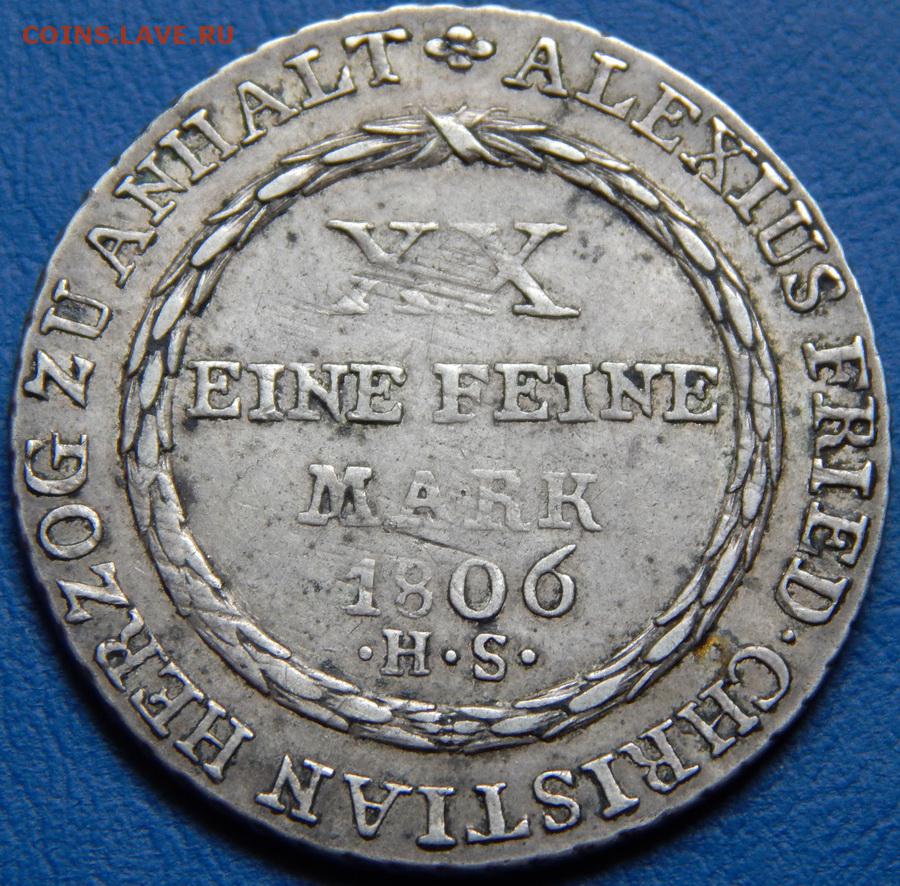 COINS.LAVE.RU
ALEXIUS FRIED·CHRISTIAN HERZOG ZU ANHALT
XX
EINE FEINE
MARK
1806
·H·S·